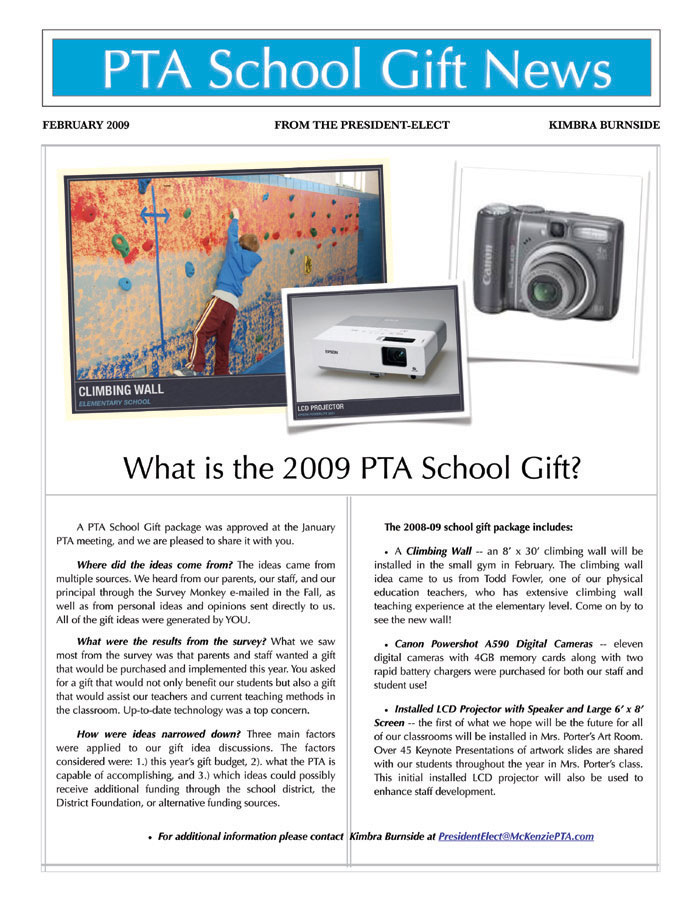 PTA School Gift News
FEBRUARY 2009
FROM THE PRESIDENT-ELECT
KIMBRA BURNSIDE
CLIMBING WALL
ELEMENTARY SCHOOL
EPSON
LCD PROJECTOR
Canon
PowerShot A590
What is the 2009 PTA School Gift?
A PTA School Gift package was approved at the January
PTA meeting, and we are pleased to share it with you.
Where did the ideas come from? The ideas came from
multiple sources. We heard from our parents, our staff, and our
principal through the Survey Monkey e-mailed in the Fall, as
well as from personal ideas and opinions sent directly to us.
All of the gift ideas were generated by YOU.
What were the results from the survey? What we saw
most from the survey was that parents and staff wanted a gift
that would be purchased and implemented this year. You asked
for a gift that would not only benefit our students but also a gift
that would assist our teachers and current teaching methods in
the classroom. Up-to-date technology was a top concern.
How were ideas narrowed down? Three main factors
were applied to our gift idea discussions. The factors
considered were: 1.) this year's gift budget, 2). what the PTA is
capable of accomplishing, and 3.) which ideas could possibly
receive additional funding through the school district, the
District Foundation, or alternative funding sources.
The 2008-09 school gift package includes:
• A Climbing Wall -- an 8' x 30' climbing wall will be
installed in the small gym in February. The climbing wall
idea came to us from Todd Fowler, one of our physical
education teachers, who has extensive climbing wall
teaching experience at the elementary level. Come on by to
see the new wall!
• Canon Powershot A590 Digital Cameras -- eleven
digital cameras with 4GB memory cards along with two
rapid battery chargers were purchased for both our staff and
student use!
• Installed LCD Projector with Speaker and Large 6' x 8'
Screen -- the first of what we hope will be the future for all
of our classrooms will be installed in Mrs. Porter's Art Room.
Over 45 Keynote Presentations of artwork slides are shared
with our students throughout the year in Mrs. Porter's class.
This initial installed LCD projector will also be used to
enhance staff development.
• For additional information please contact Kimbra Burnside at PresidentElect@McKenziePTA.com